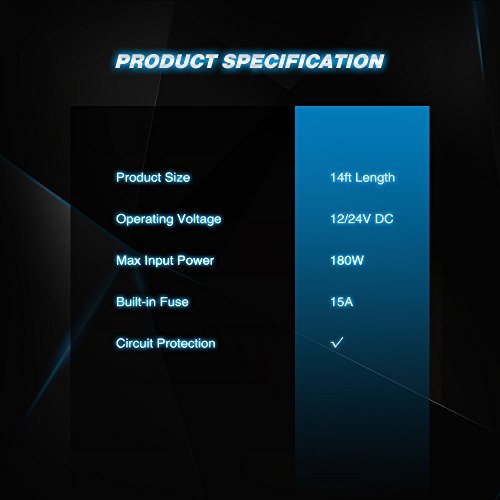 PRODUCT SPECIFICATION
Product Size 14ft Length
Operating Voltage 12/24V DC
Max Input Power 180W
Built-in Fuse 15A
Circuit Protection ✓